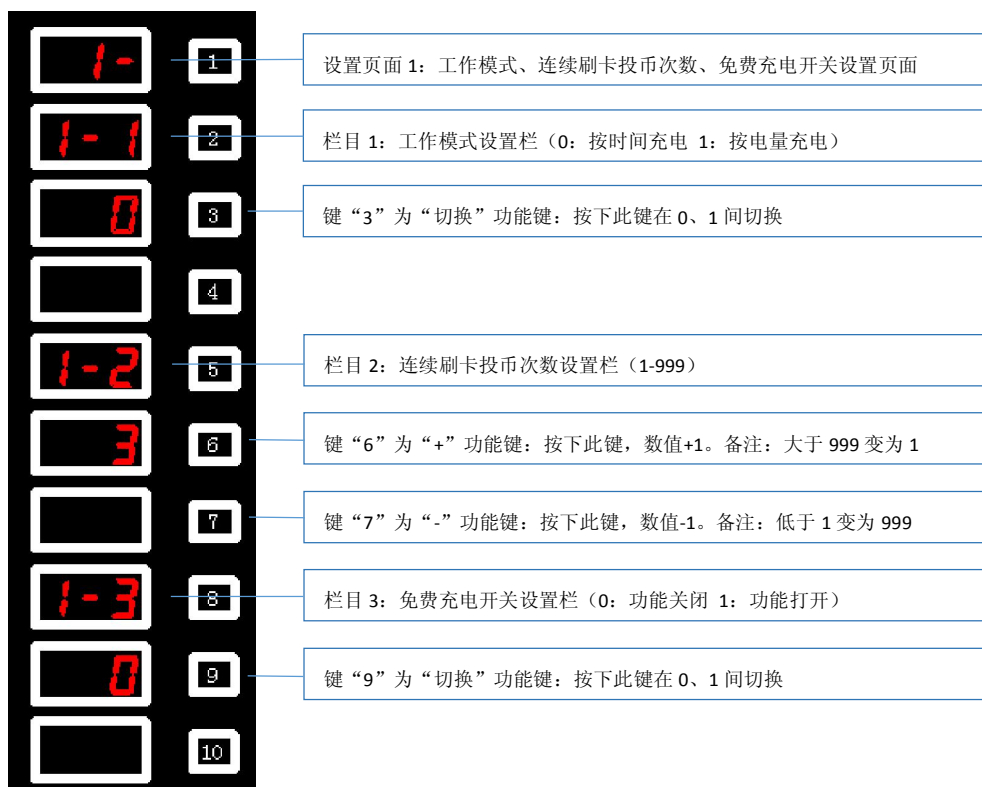 1- 1 设置页面 1：工作模式、连续刷卡投币次数、免费充电开关设置页面
1-1 2 栏目 1：工作模式设置栏（0：按时间充电 1：按电量充电）
0 3 键“3”为“切换”功能键：按下此键在 0、1 间切换
4
1-2 5 栏目 2：连续刷卡投币次数设置栏（1-999）
3 6 键“6”为“+”功能键：按下此键，数值+1。备注：大于 999 变为 1
7 键“7”为“-”功能键：按下此键，数值-1。备注：低于 1 变为 999
1-3 8 栏目 3：免费充电开关设置栏（0：功能关闭 1：功能打开）
0 9 键“9”为“切换”功能键：按下此键在 0、1 间切换
10